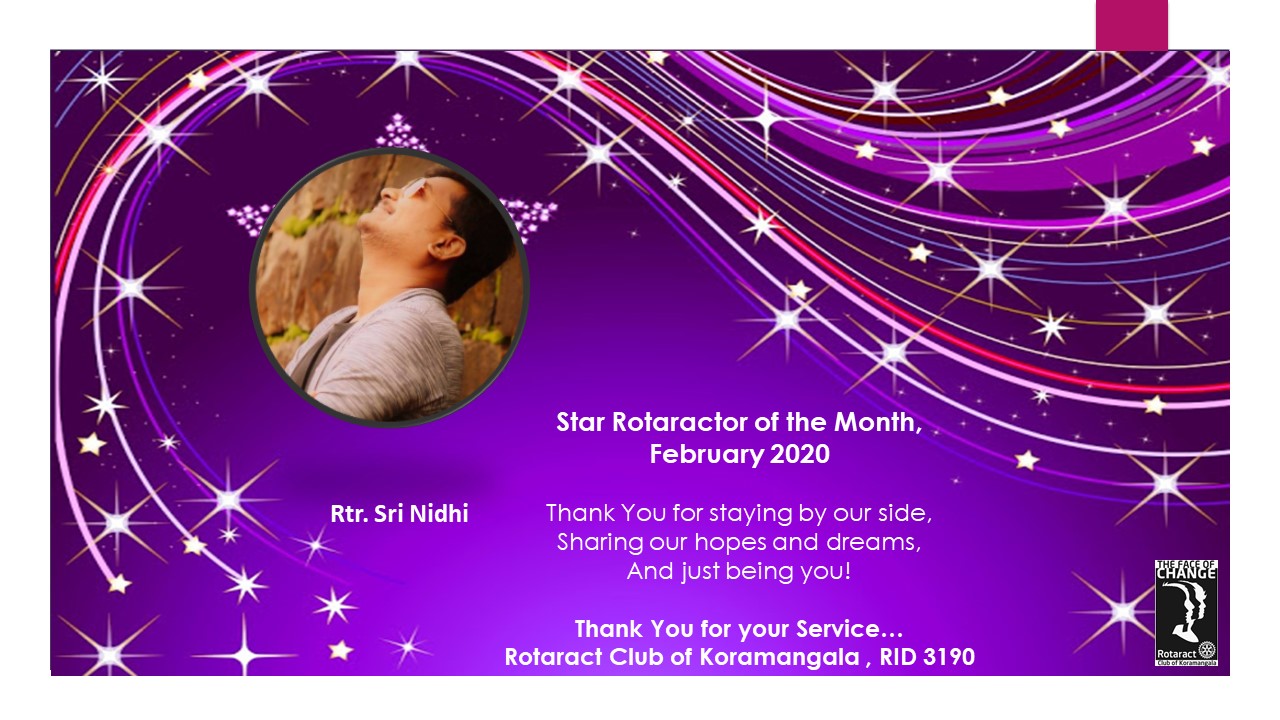 Star Rotaractor of the Month,
February 2020
Rtr. Sri Nidhi
Thank You for staying by our side,
Sharing our hopes and dreams,
And just being you!
Thank You for your Service...
Rotaract Club of Koramangala , RID 3190
THE FACE OF
CHANGE
Rotaract
Club of Koramangala